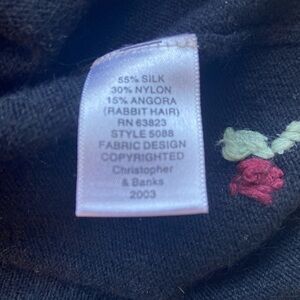 55% SILK
30% NYLON
15% ANGORA
(RABBIT HAIR)
RN 63823
STYLE 5088
FABRIC DESIGN
COPYRIGHTED
Christopher
& Banks
2003